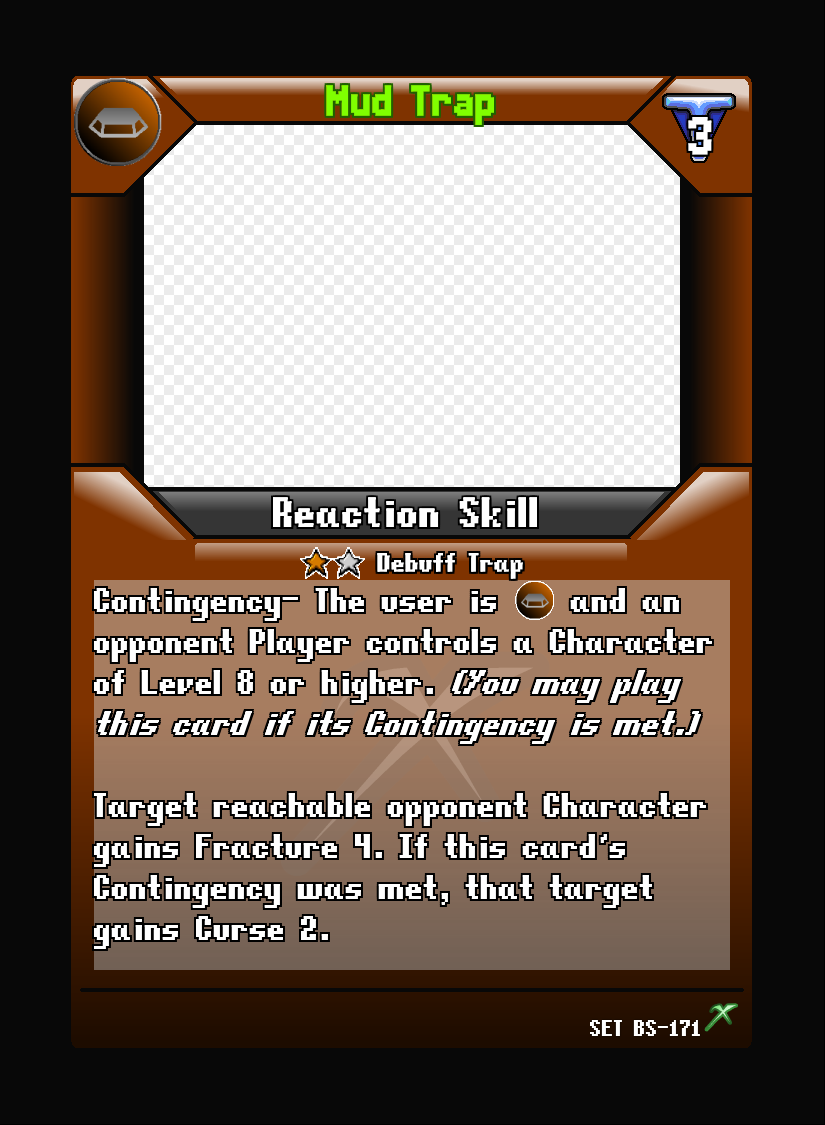 Mud Trap
3
Reaction Skill
Debuff Trap
Contingency- The user is and an
opponent Player controls a Character
of Level 8 or higher. (You may play
this card if its Contingency is met.)
Target reachable opponent Character
gains Fracture 4. If this card's
Contingency was met, that target
gains Curse 2.
SET BS-171